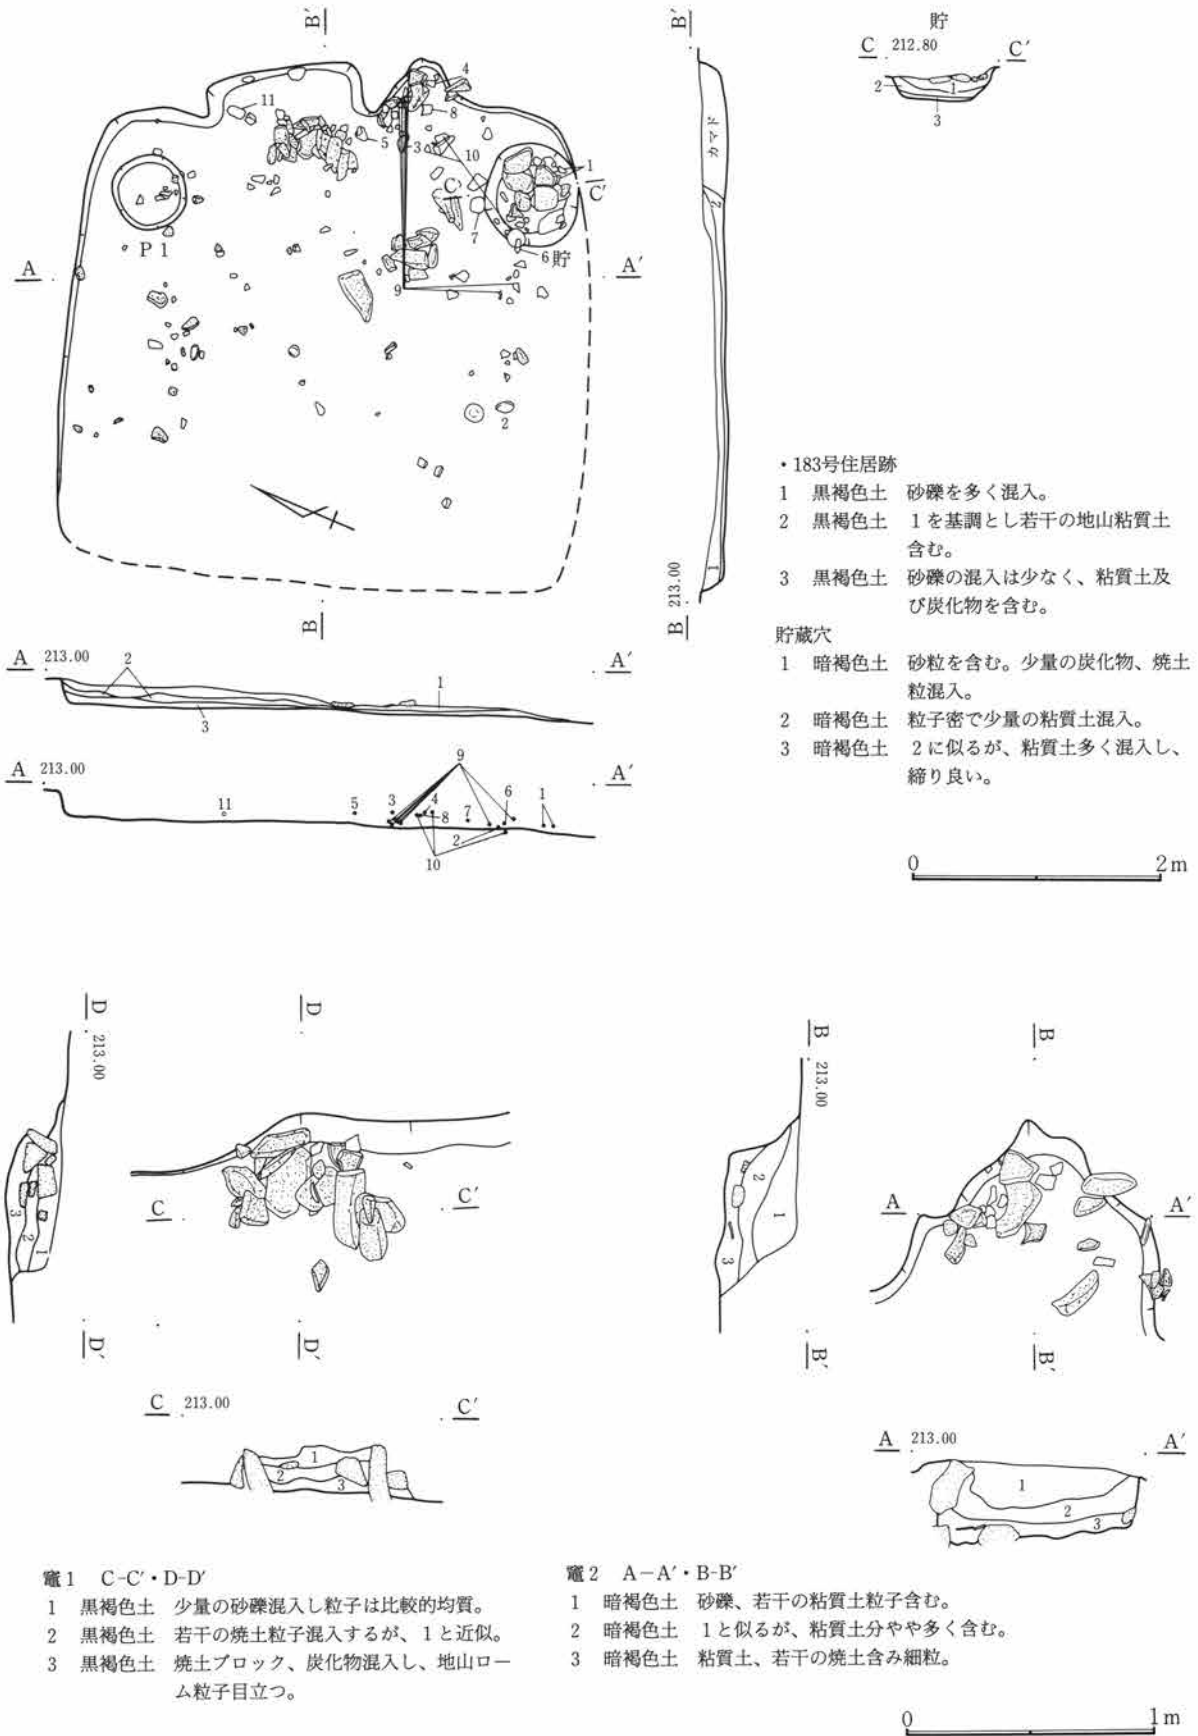 B′
B′
貯
C 212.80 C′
2
1
3
11
4
8
5
3
10
1
C
C′
7
P 1
6 貯
A
A′
9
2
カマド
2
1
B
B 213.00
・183号住居跡
1 黒褐色土 砂礫を多く混入。
2 黒褐色土 1を基調とし若干の地山粘質土
含む。
3 黒褐色土 砂礫の混入は少なく、粘質土及
び炭化物を含む。
貯蔵穴
1 暗褐色土 砂粒を含む。少量の炭化物、焼土
粒混入。
2 暗褐色土 粒子密で少量の粘質土混入。
3 暗褐色土 2に似るが、粘質土多く混入し、
締り良い。
A 213.00 A′
2
1
3
A 213.00 A′
9
11 5 3 4 8 7 6 1
2
10
0 2m
D
213.00
D
3 2 1
C C′
D′
D′
C 213.00 C′
1
2
3
B
213.00
B
2
1
3
A A′
B′
B′
A 213.00 A′
1
2
3
竈1 C-C′・D-D′
1 黒褐色土 少量の砂礫混入し粒子は比較的均質。
2 黒褐色土 若干の焼土粒子混入するが、1と近似。
3 黒褐色土 焼土ブロック、炭化物混入し、地山ロー
ム粒子目立つ。
竈2 A-A′・B-B′
1 暗褐色土 砂礫、若干の粘質土粒子含む。
2 暗褐色土 1と似るが、粘質土分やや多く含む。
3 暗褐色土 粘質土、若干の焼土含み細粒。
0 1m